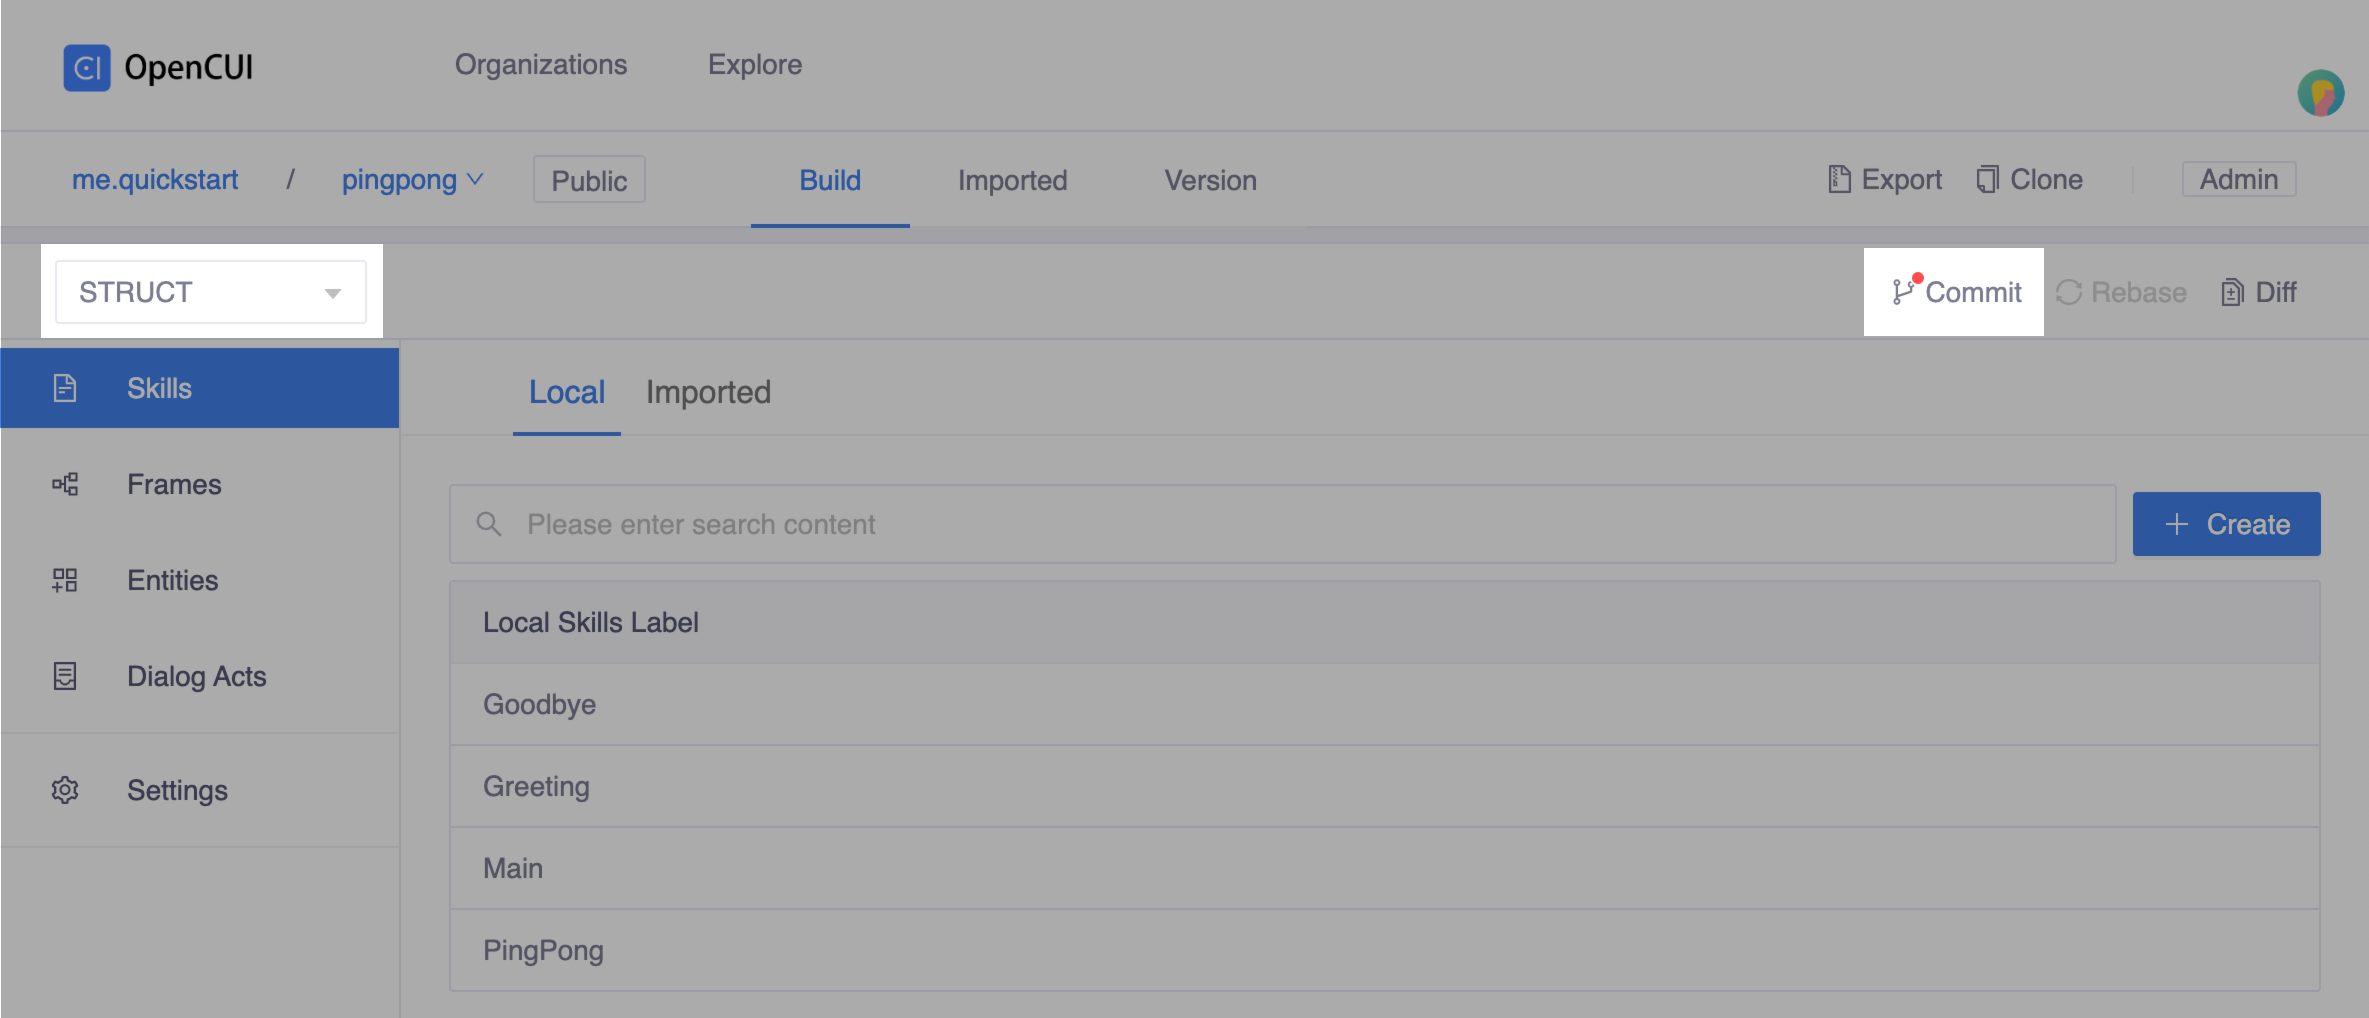 OpenCUI Organizations Explore
me.quickstart / pingpong Public Build Imported Version Export Clone Admin
STRUCT Commit Rebase Diff
Skills
Frames
Entities
Dialog Acts
Settings
Local Imported
Please enter search content + Create
Local Skills Label
Goodbye
Greeting
Main
PingPong